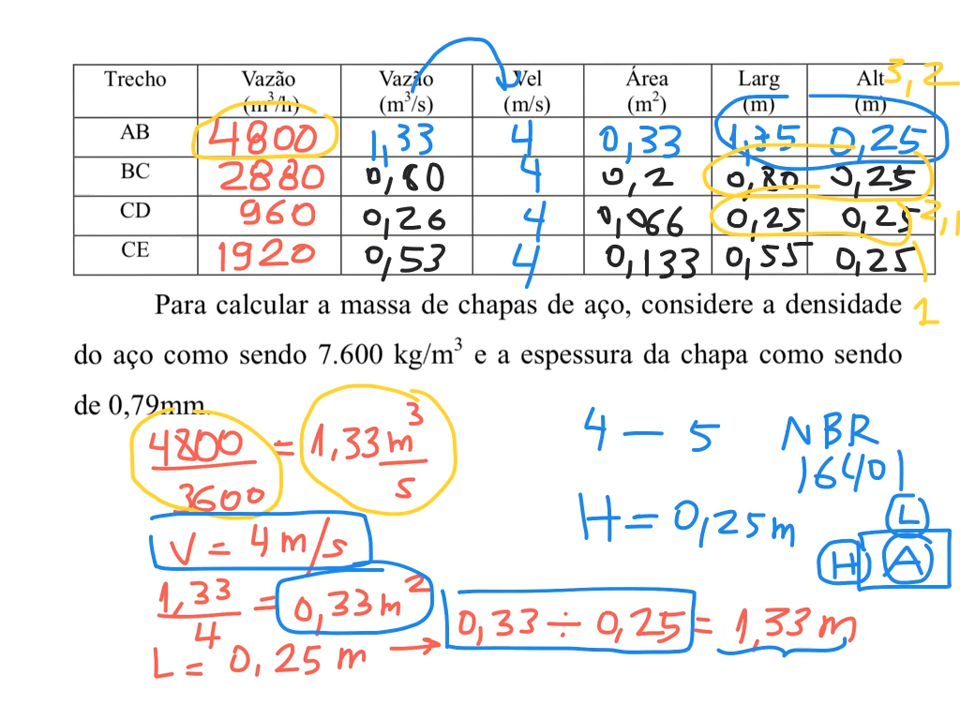 Trecho Vazão (m³/h) Vazão (m³/s) Vel (m/s) Área (m²) Larg (m) Alt (m) 3,2
AB 4800 1,33 4 0,33 1,35 0,25
BC 2880 0,80 4 0,2 0,80 0,25
CD 960 0,26 4 0,066 0,25 0,25
CE 1920 0,53 4 0,133 0,55 0,25
1
Para calcular a massa de chapas de aço, considere a densidade
do aço como sendo 7.600 kg/m³ e a espessura da chapa como sendo
de 0,79mm.
4800/3600 = 1,33 m³/s
4 – 5 NBR
16401
V = 4 m/s
H = 0,25 m
L
H A
1,33/4 = 0,33 m²
L = 0,25 m → 0,33 ÷ 0,25 = 1,33 m